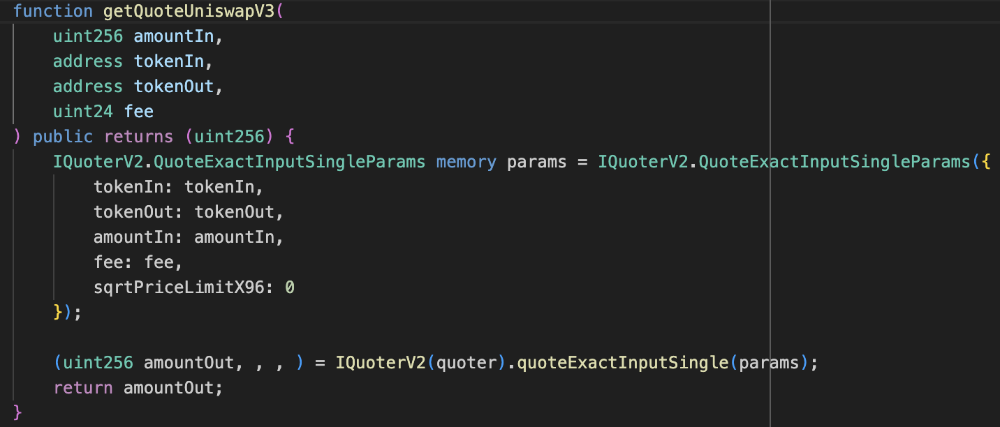 function getQuoteUniswapV3(
    uint256 amountIn,
    address tokenIn,
    address tokenOut,
    uint24 fee
) public returns (uint256) {
    IQuoterV2.QuoteExactInputSingleParams memory params = IQuoterV2.QuoteExactInputSingleParams({
        tokenIn: tokenIn,
        tokenOut: tokenOut,
        amountIn: amountIn,
        fee: fee,
        sqrtPriceLimitX96: 0
    });

    (uint256 amountOut, , , ) = IQuoterV2(quoter).quoteExactInputSingle(params);
    return amountOut;
}